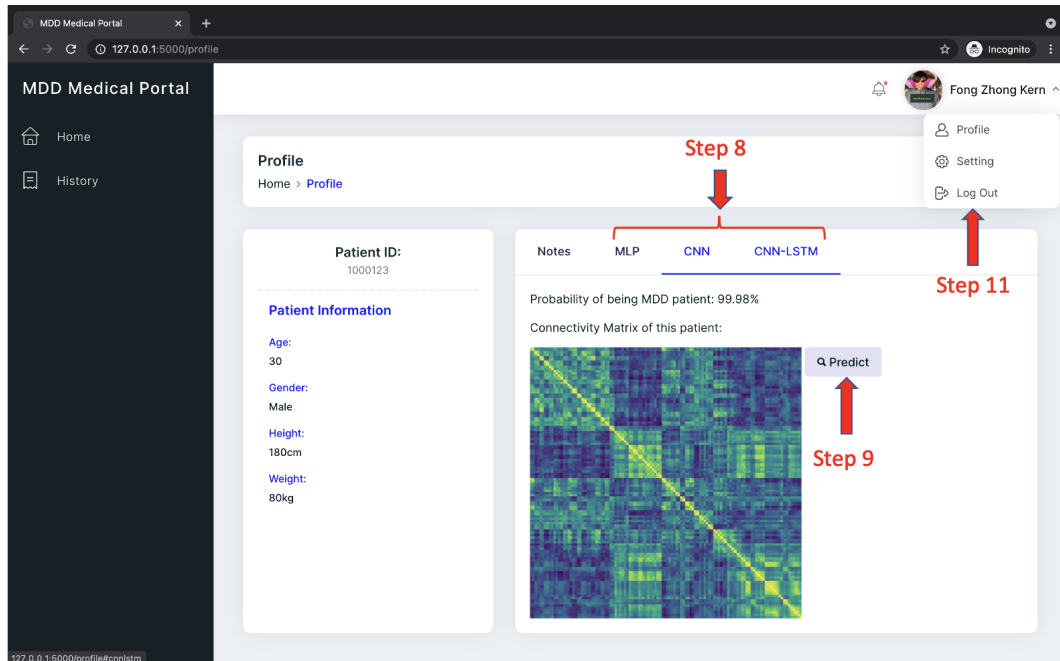 MDD Medical Portal
127.0.0.1:5000/profile
Incognito
MDD Medical Portal
Fong Zhong Kern
Home
History
Profile
Setting
Log Out
Profile
Home > Profile
Step 8
Step 11
Patient ID:
1000123
Patient Information
Age:
30
Gender:
Male
Height:
180cm
Weight:
80kg
Notes MLP CNN CNN-LSTM
Probability of being MDD patient: 99.98%
Connectivity Matrix of this patient:
Predict
Step 9
127.0.0.1:5000/profile#cnnlstm